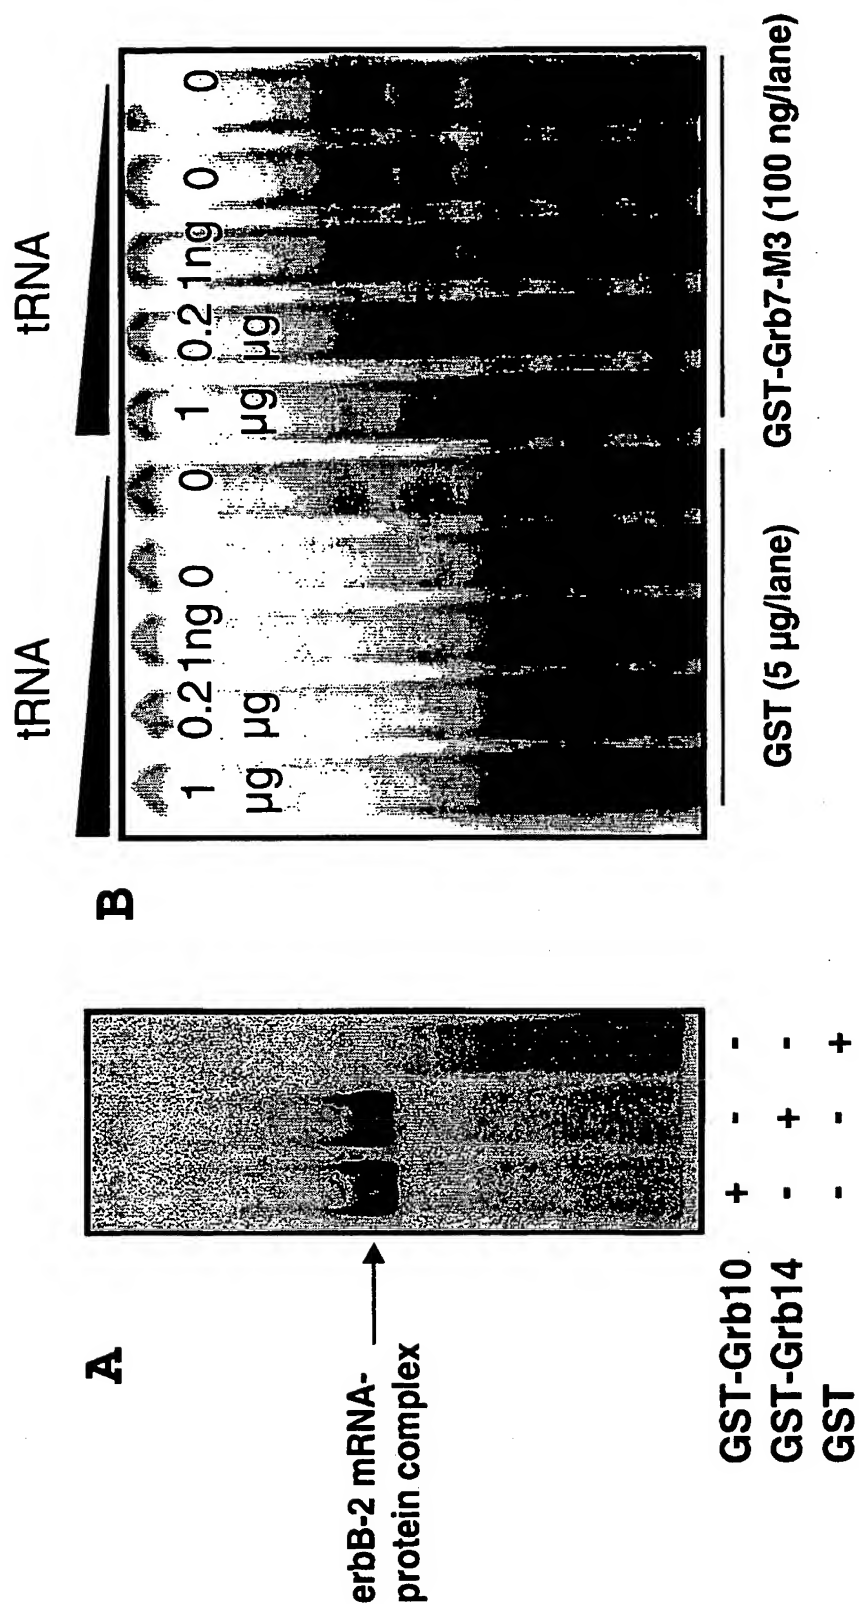 A
erbB-2 mRNA-
protein complex
GST-Grb10 + - -
GST-Grb14 - + -
GST - - +
B
tRNA tRNA
1 0.2 1ng 0 0 1 0.2 1ng 0 0
µg µg µg µg
GST (5 µg/lane) GST-Grb7-M3 (100 ng/lane)